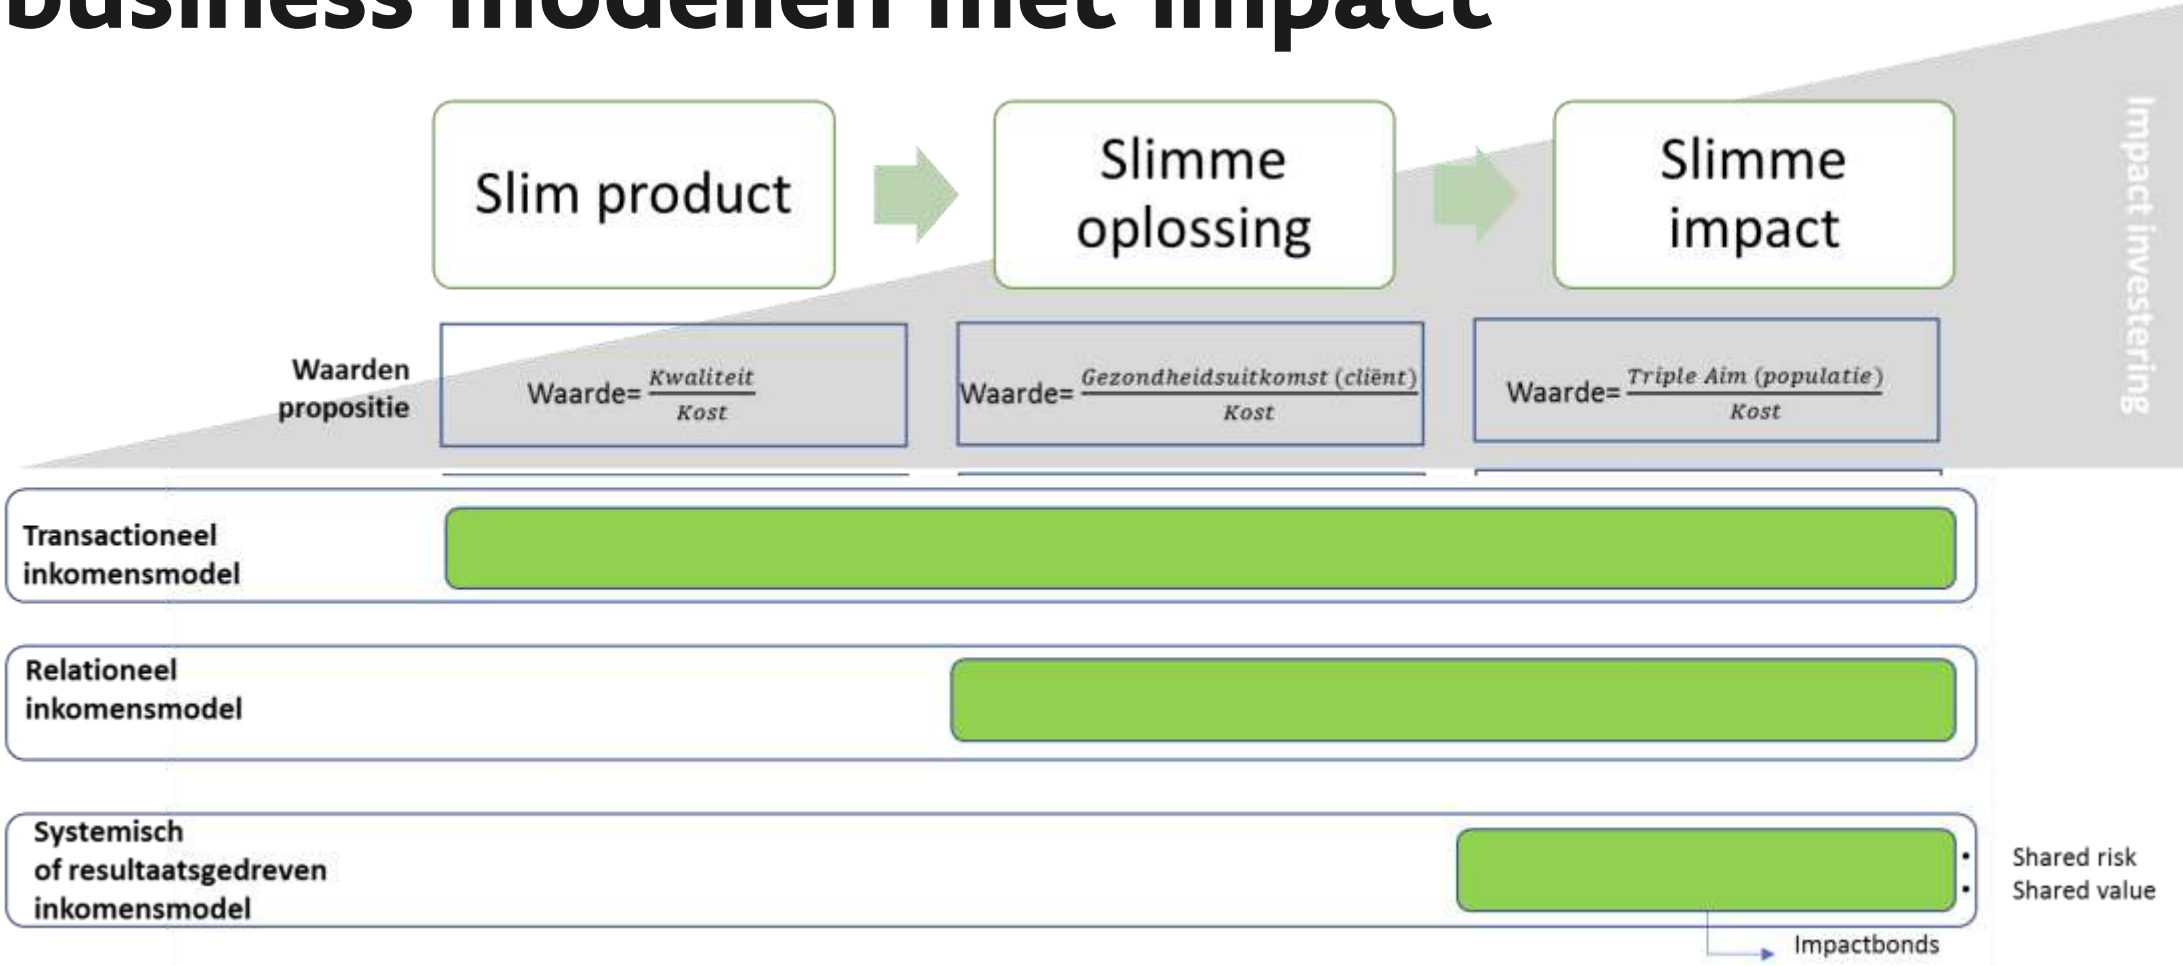 business modellen met impact
Slim product
Slimme
oplossing
Slimme
impact
Impact investering
Waarden
propositie
Waarde= Kwaliteit
Kost
Waarde= Gezondheidsuitkomst (cliënt)
Kost
Waarde= Triple Aim (populatie)
Kost
Transactioneel
inkomensmodel
Relationeel
inkomensmodel
Systemisch
of resultaatsgedreven
inkomensmodel
• Shared risk
• Shared value
Impactbonds